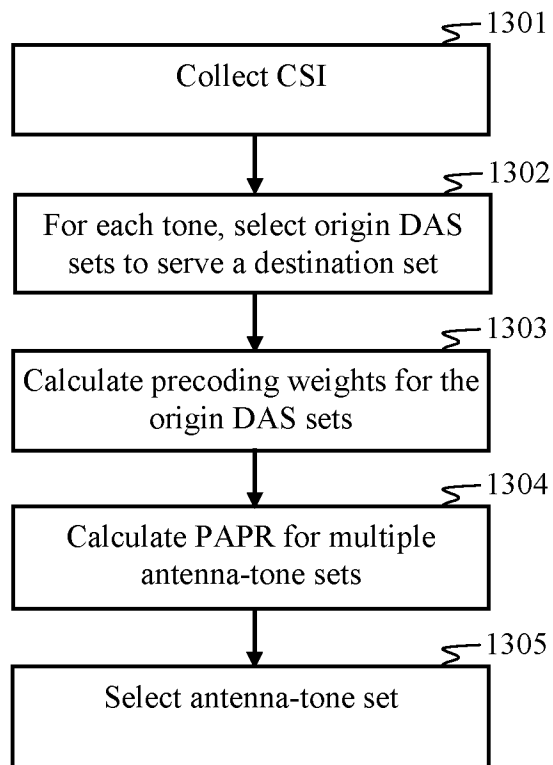 1301
Collect CSI
1302
For each tone, select origin DAS
sets to serve a destination set
1303
Calculate precoding weights for the
origin DAS sets
1304
Calculate PAPR for multiple
antenna-tone sets
1305
Select antenna-tone set